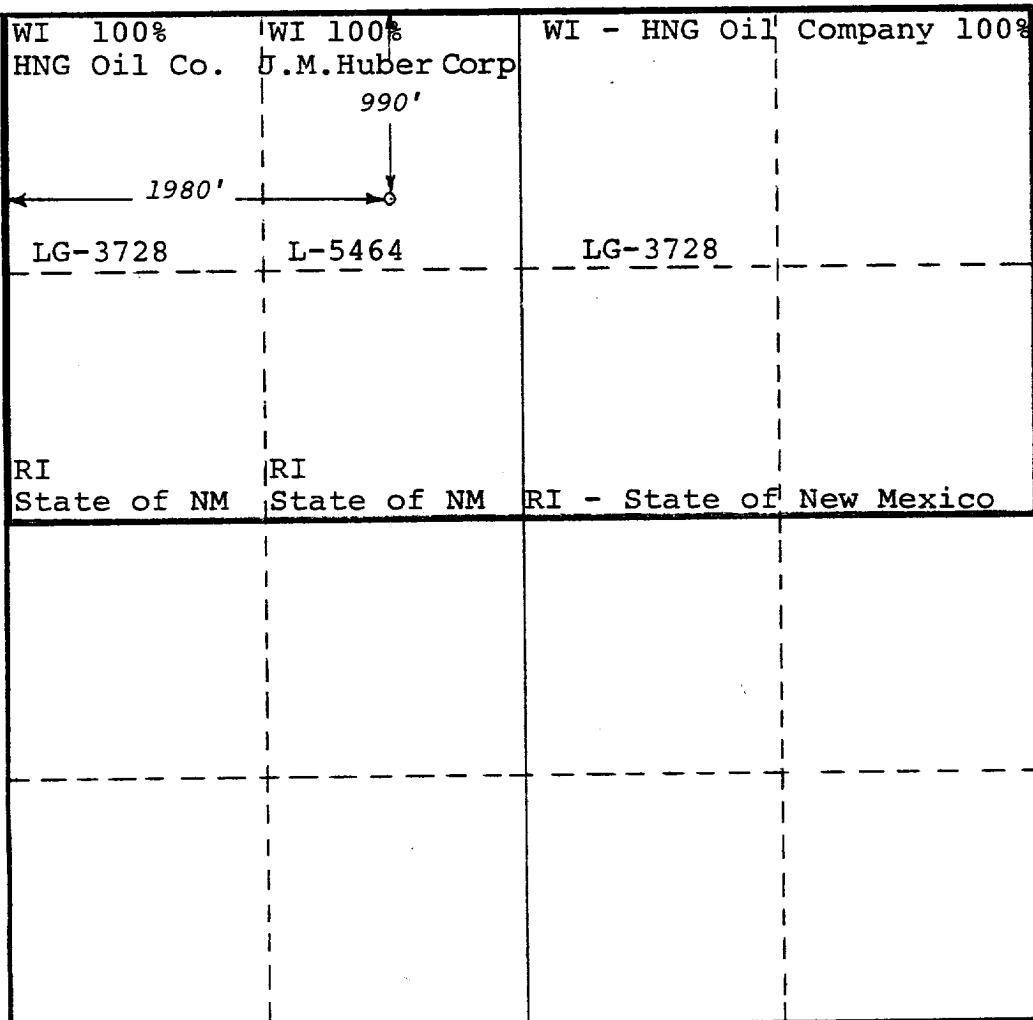 WI 100%
HNG Oil Co.
WI 100%
J.M.Huber Corp
WI - HNG Oil Company 100%
990'
1980'
LG-3728
L-5464
LG-3728
RI
State of NM
RI
State of NM
RI - State of New Mexico